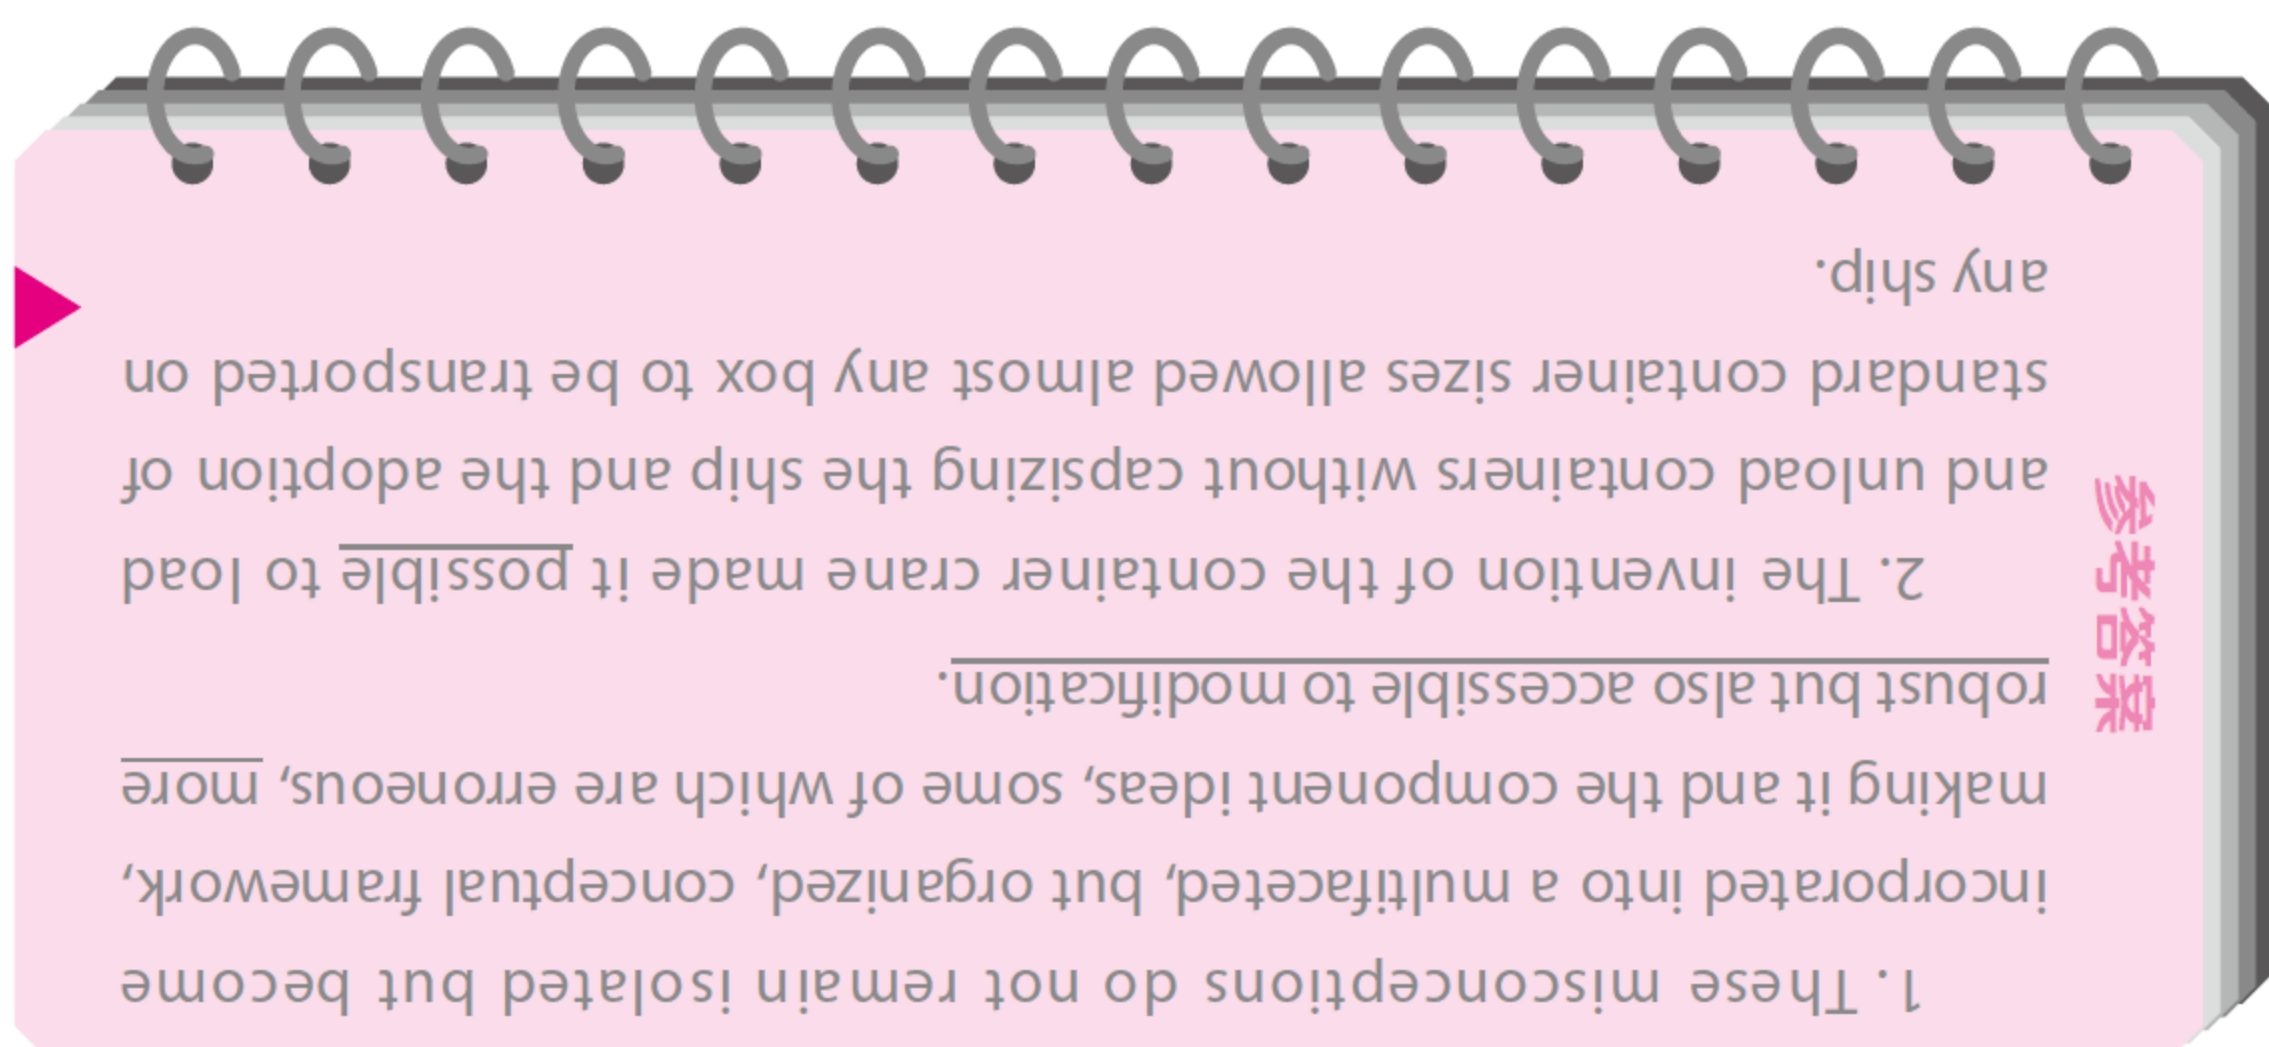 参考答案
1. These misconceptions do not remain isolated but become
incorporated into a multifaceted, but organized, conceptual framework,
making it and the component ideas, some of which are erroneous, more
robust but also accessible to modification.
2. The invention of the container crane made it possible to load
and unload containers without capsizing the ship and the adoption of
standard container sizes allowed almost any box to be transported on
any ship.